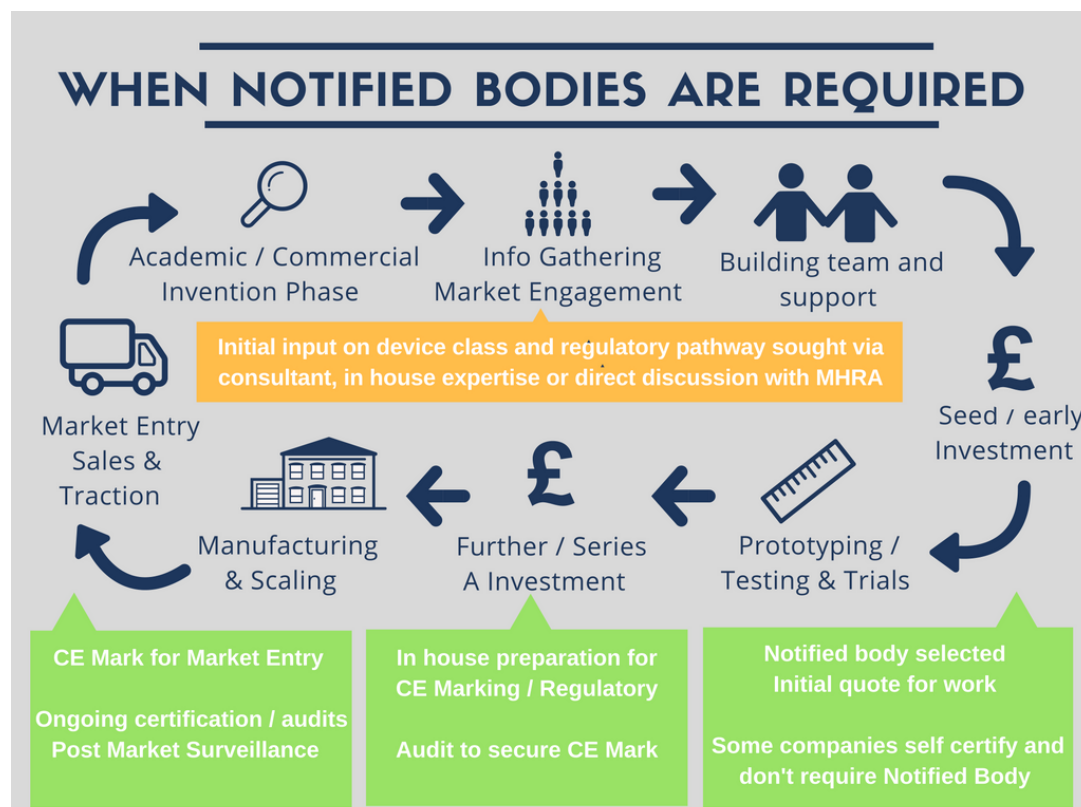 WHEN NOTIFIED BODIES ARE REQUIRED
Academic / Commercial
Invention Phase
Info Gathering
Market Engagement
Building team and
support
Initial input on device class and regulatory pathway sought via
consultant, in house expertise or direct discussion with MHRA
£
Seed / early
Investment
Market Entry
Sales &
Traction
Manufacturing
& Scaling
£
Further / Series
A Investment
Prototyping /
Testing & Trials
CE Mark for Market Entry
Ongoing certification / audits
Post Market Surveillance
In house preparation for
CE Marking / Regulatory
Audit to secure CE Mark
Notified body selected
Initial quote for work
Some companies self certify and
don't require Notified Body